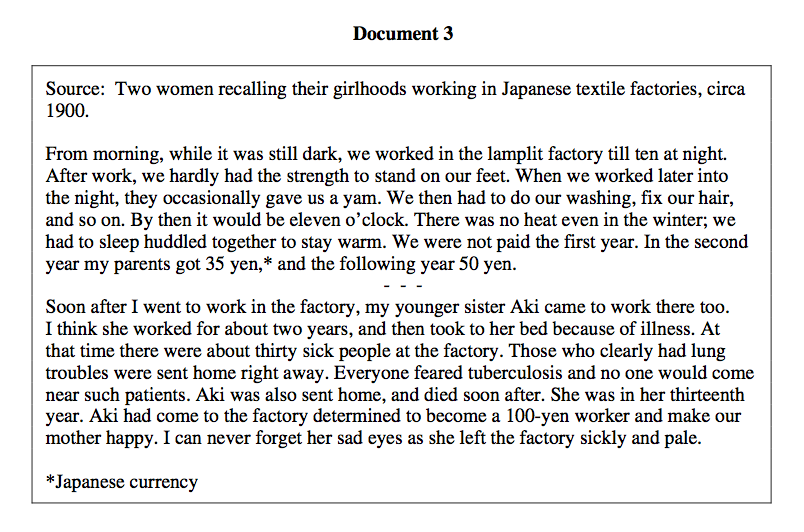 Document 3
Source:  Two women recalling their girlhoods working in Japanese textile factories, circa
1900.
From morning, while it was still dark, we worked in the lamplit factory till ten at night.
After work, we hardly had the strength to stand on our feet. When we worked later into
the night, they occasionally gave us a yam. We then had to do our washing, fix our hair,
and so on. By then it would be eleven o’clock. There was no heat even in the winter; we
had to sleep huddled together to stay warm. We were not paid the first year. In the second
year my parents got 35 yen,* and the following year 50 yen.
- - -
Soon after I went to work in the factory, my younger sister Aki came to work there too.
I think she worked for about two years, and then took to her bed because of illness. At
that time there were about thirty sick people at the factory. Those who clearly had lung
troubles were sent home right away. Everyone feared tuberculosis and no one would come
near such patients. Aki was also sent home, and died soon after. She was in her thirteenth
year. Aki had come to the factory determined to become a 100-yen worker and make our
mother happy. I can never forget her sad eyes as she left the factory sickly and pale.
*Japanese currency